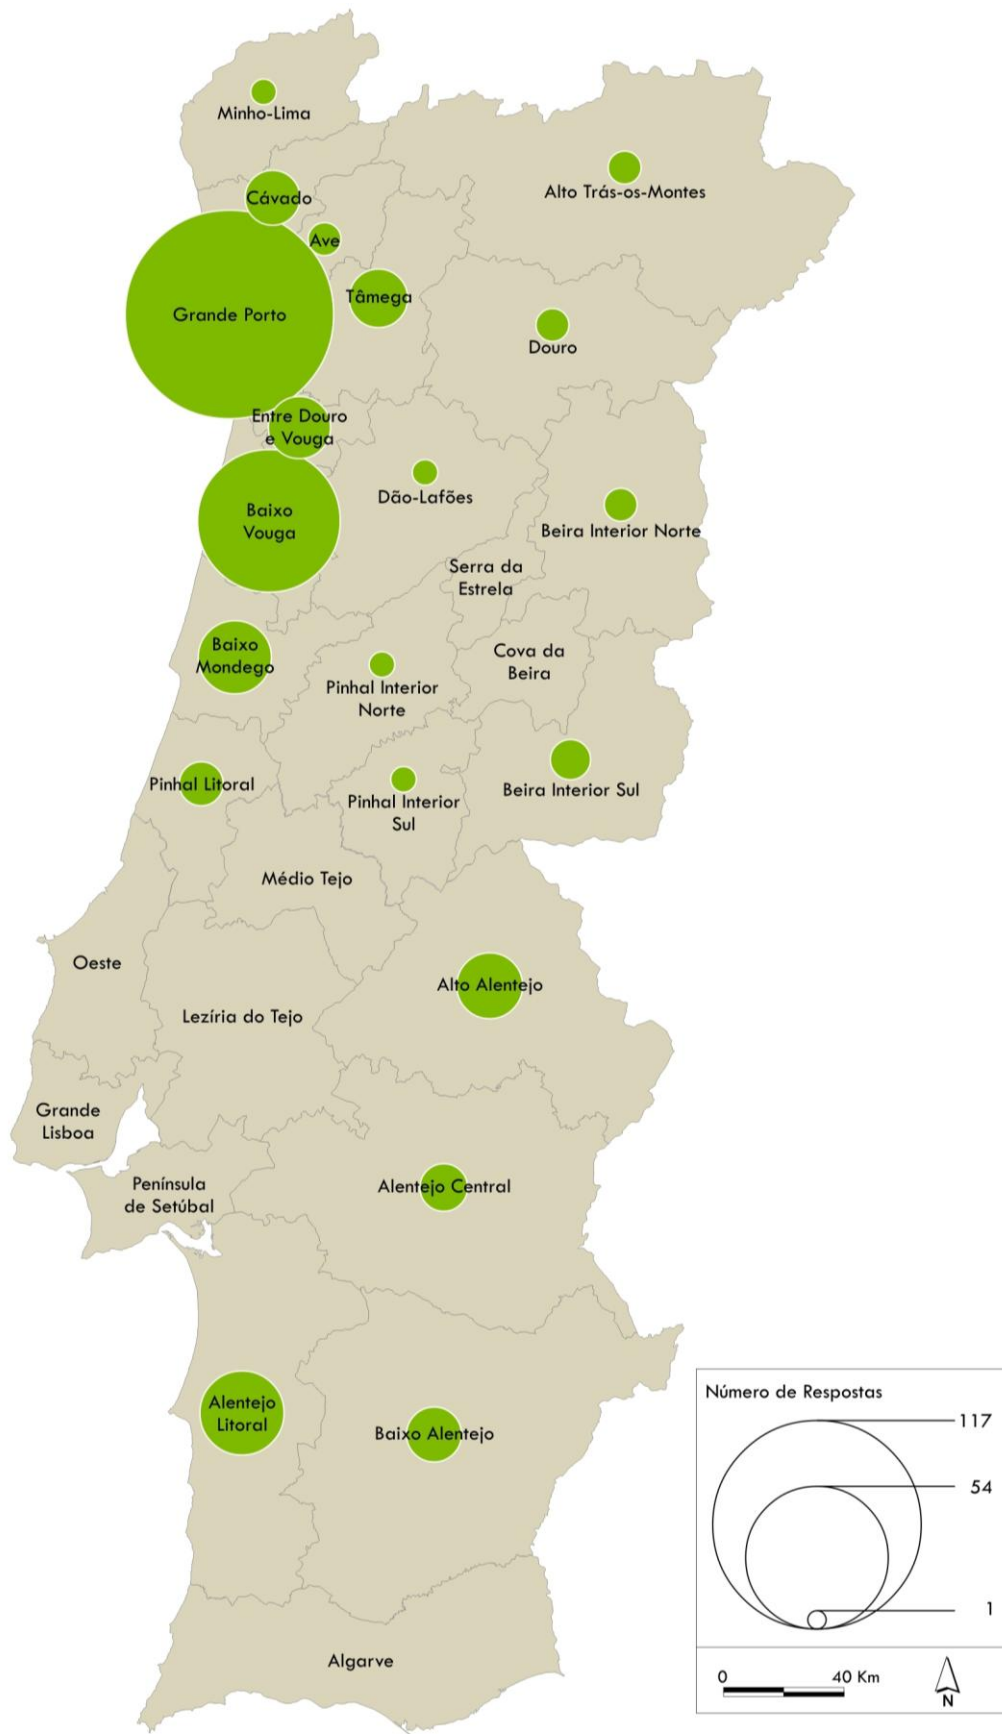 Minho-Lima
Alto Trás-os-Montes
Cávado
Ave
Tâmega
Grande Porto
Douro
Entre Douro
e Vouga
Dão-Lafões
Baixo
Vouga
Beira Interior Norte
Serra da
Estrela
Baixo
Mondego
Cova da
Beira
Pinhal Interior
Norte
Pinhal Litoral
Pinhal Interior
Sul
Beira Interior Sul
Médio Tejo
Oeste
Alto Alentejo
Lezíria do Tejo
Grande
Lisboa
Península
de Setúbal
Alentejo Central
Alentejo
Litoral
Baixo Alentejo
Algarve
Número de Respostas
117
54
1
0 40 Km
N